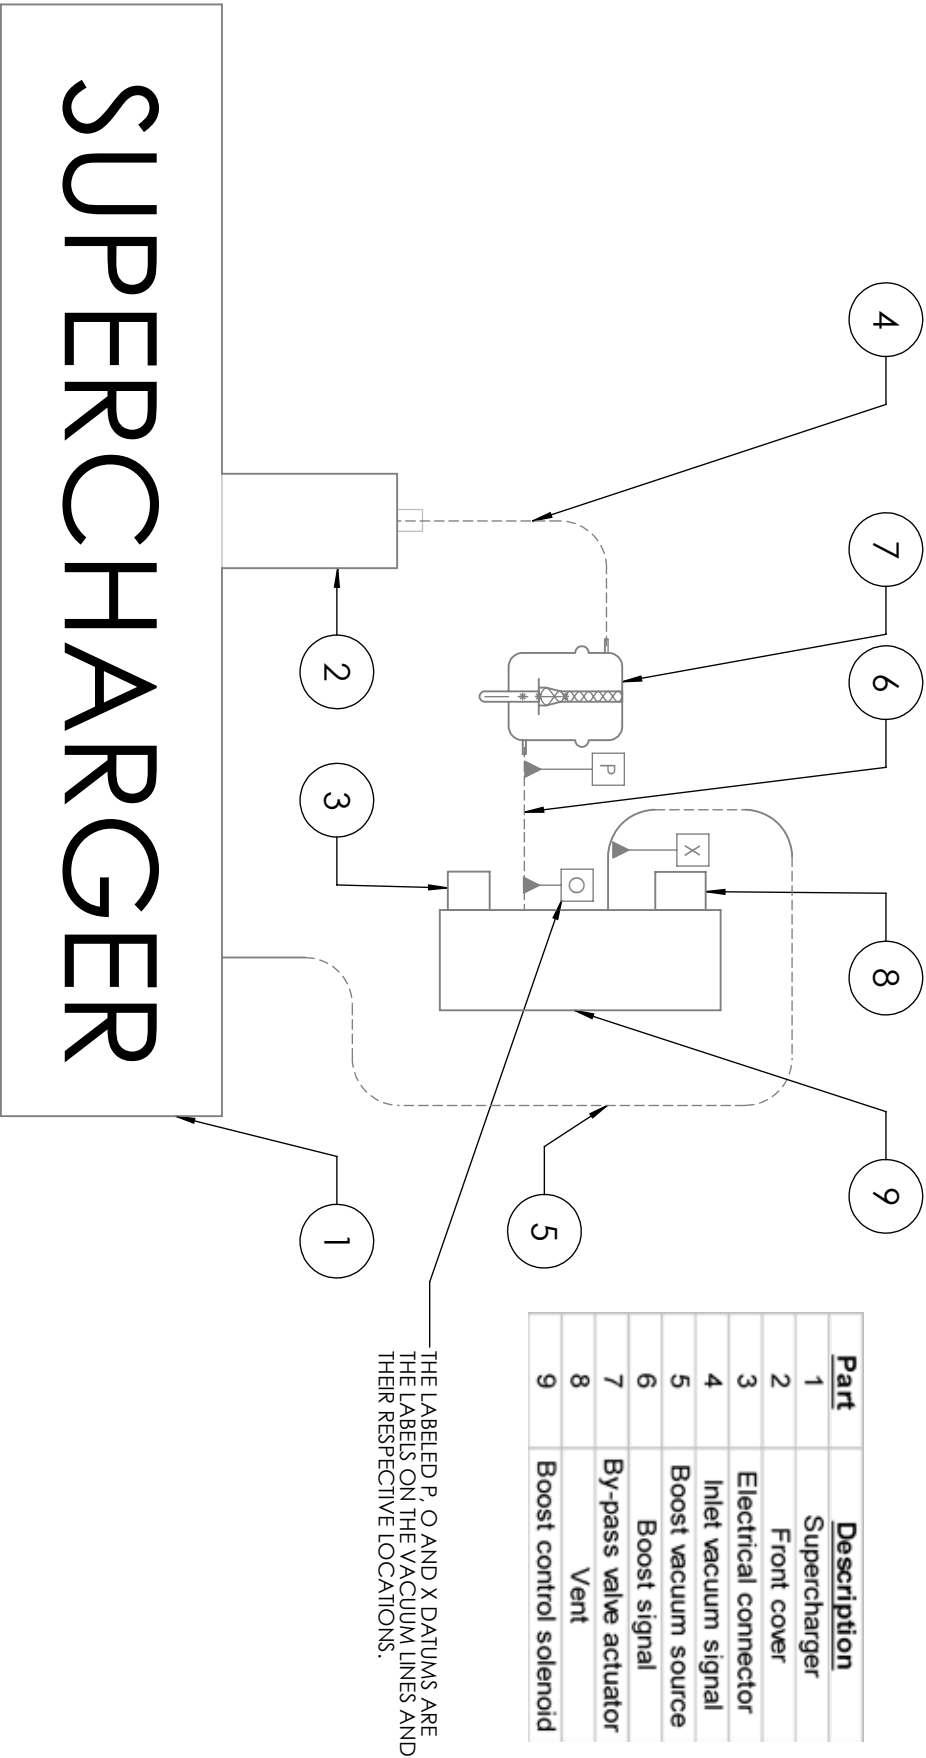 SUPERCHARGER
4
7
6
8
9
2
3
1
5
P
X
O
Part Description
1 Supercharger
2 Front cover
3 Electrical connector
4 Inlet vacuum signal
5 Boost vacuum source
6 Boost signal
7 By-pass valve actuator
8 Vent
9 Boost control solenoid
THE LABELED P, O AND X DATUMS ARE
THE LABELS ON THE VACUUM LINES AND
THEIR RESPECTIVE LOCATIONS.